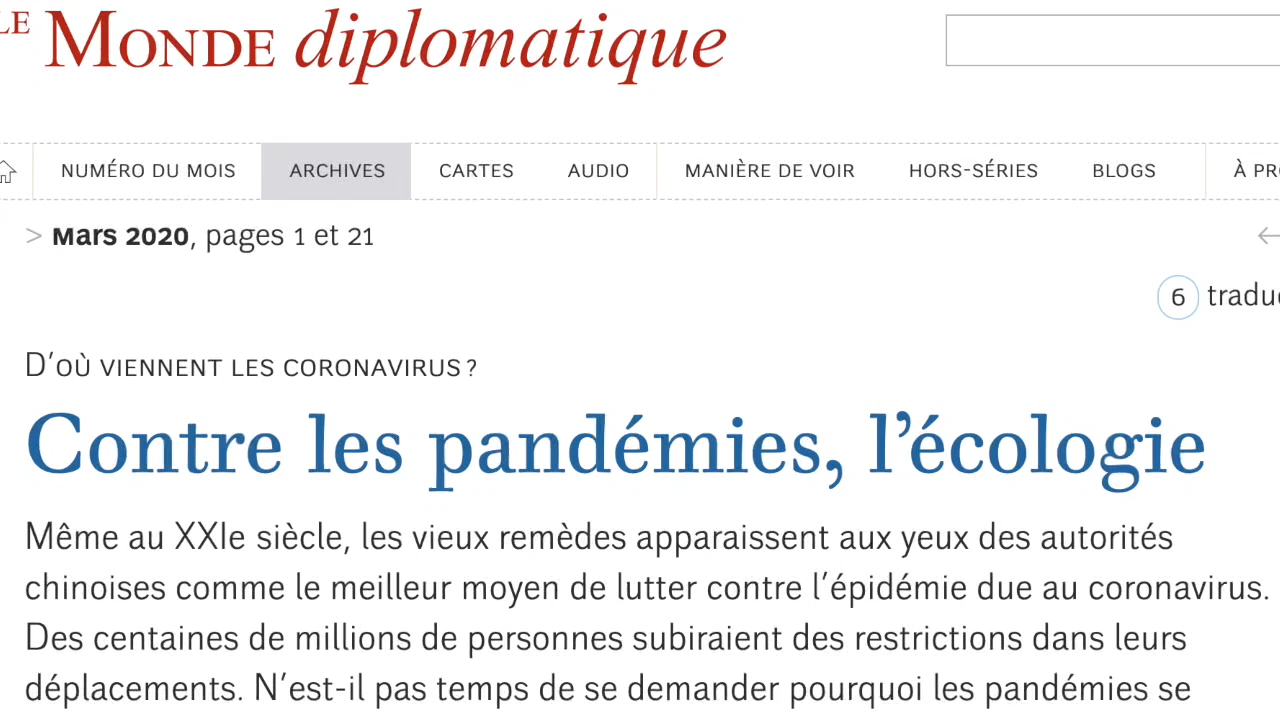 LE MONDE diplomatique
NUMÉRO DU MOIS ARCHIVES CARTES AUDIO MANIÈRE DE VOIR HORS-SÉRIES BLOGS À
> Mars 2020, pages 1 et 21
6
D’OÙ VIENNENT LES CORONAVIRUS ?
Contre les pandémies, l’écologie
Même au XXIe siècle, les vieux remèdes apparaissent aux yeux des autorités
chinoises comme le meilleur moyen de lutter contre l’épidémie due au coronavirus.
Des centaines de millions de personnes subiraient des restrictions dans leurs
déplacements. N’est-il pas temps de se demander pourquoi les pandémies se